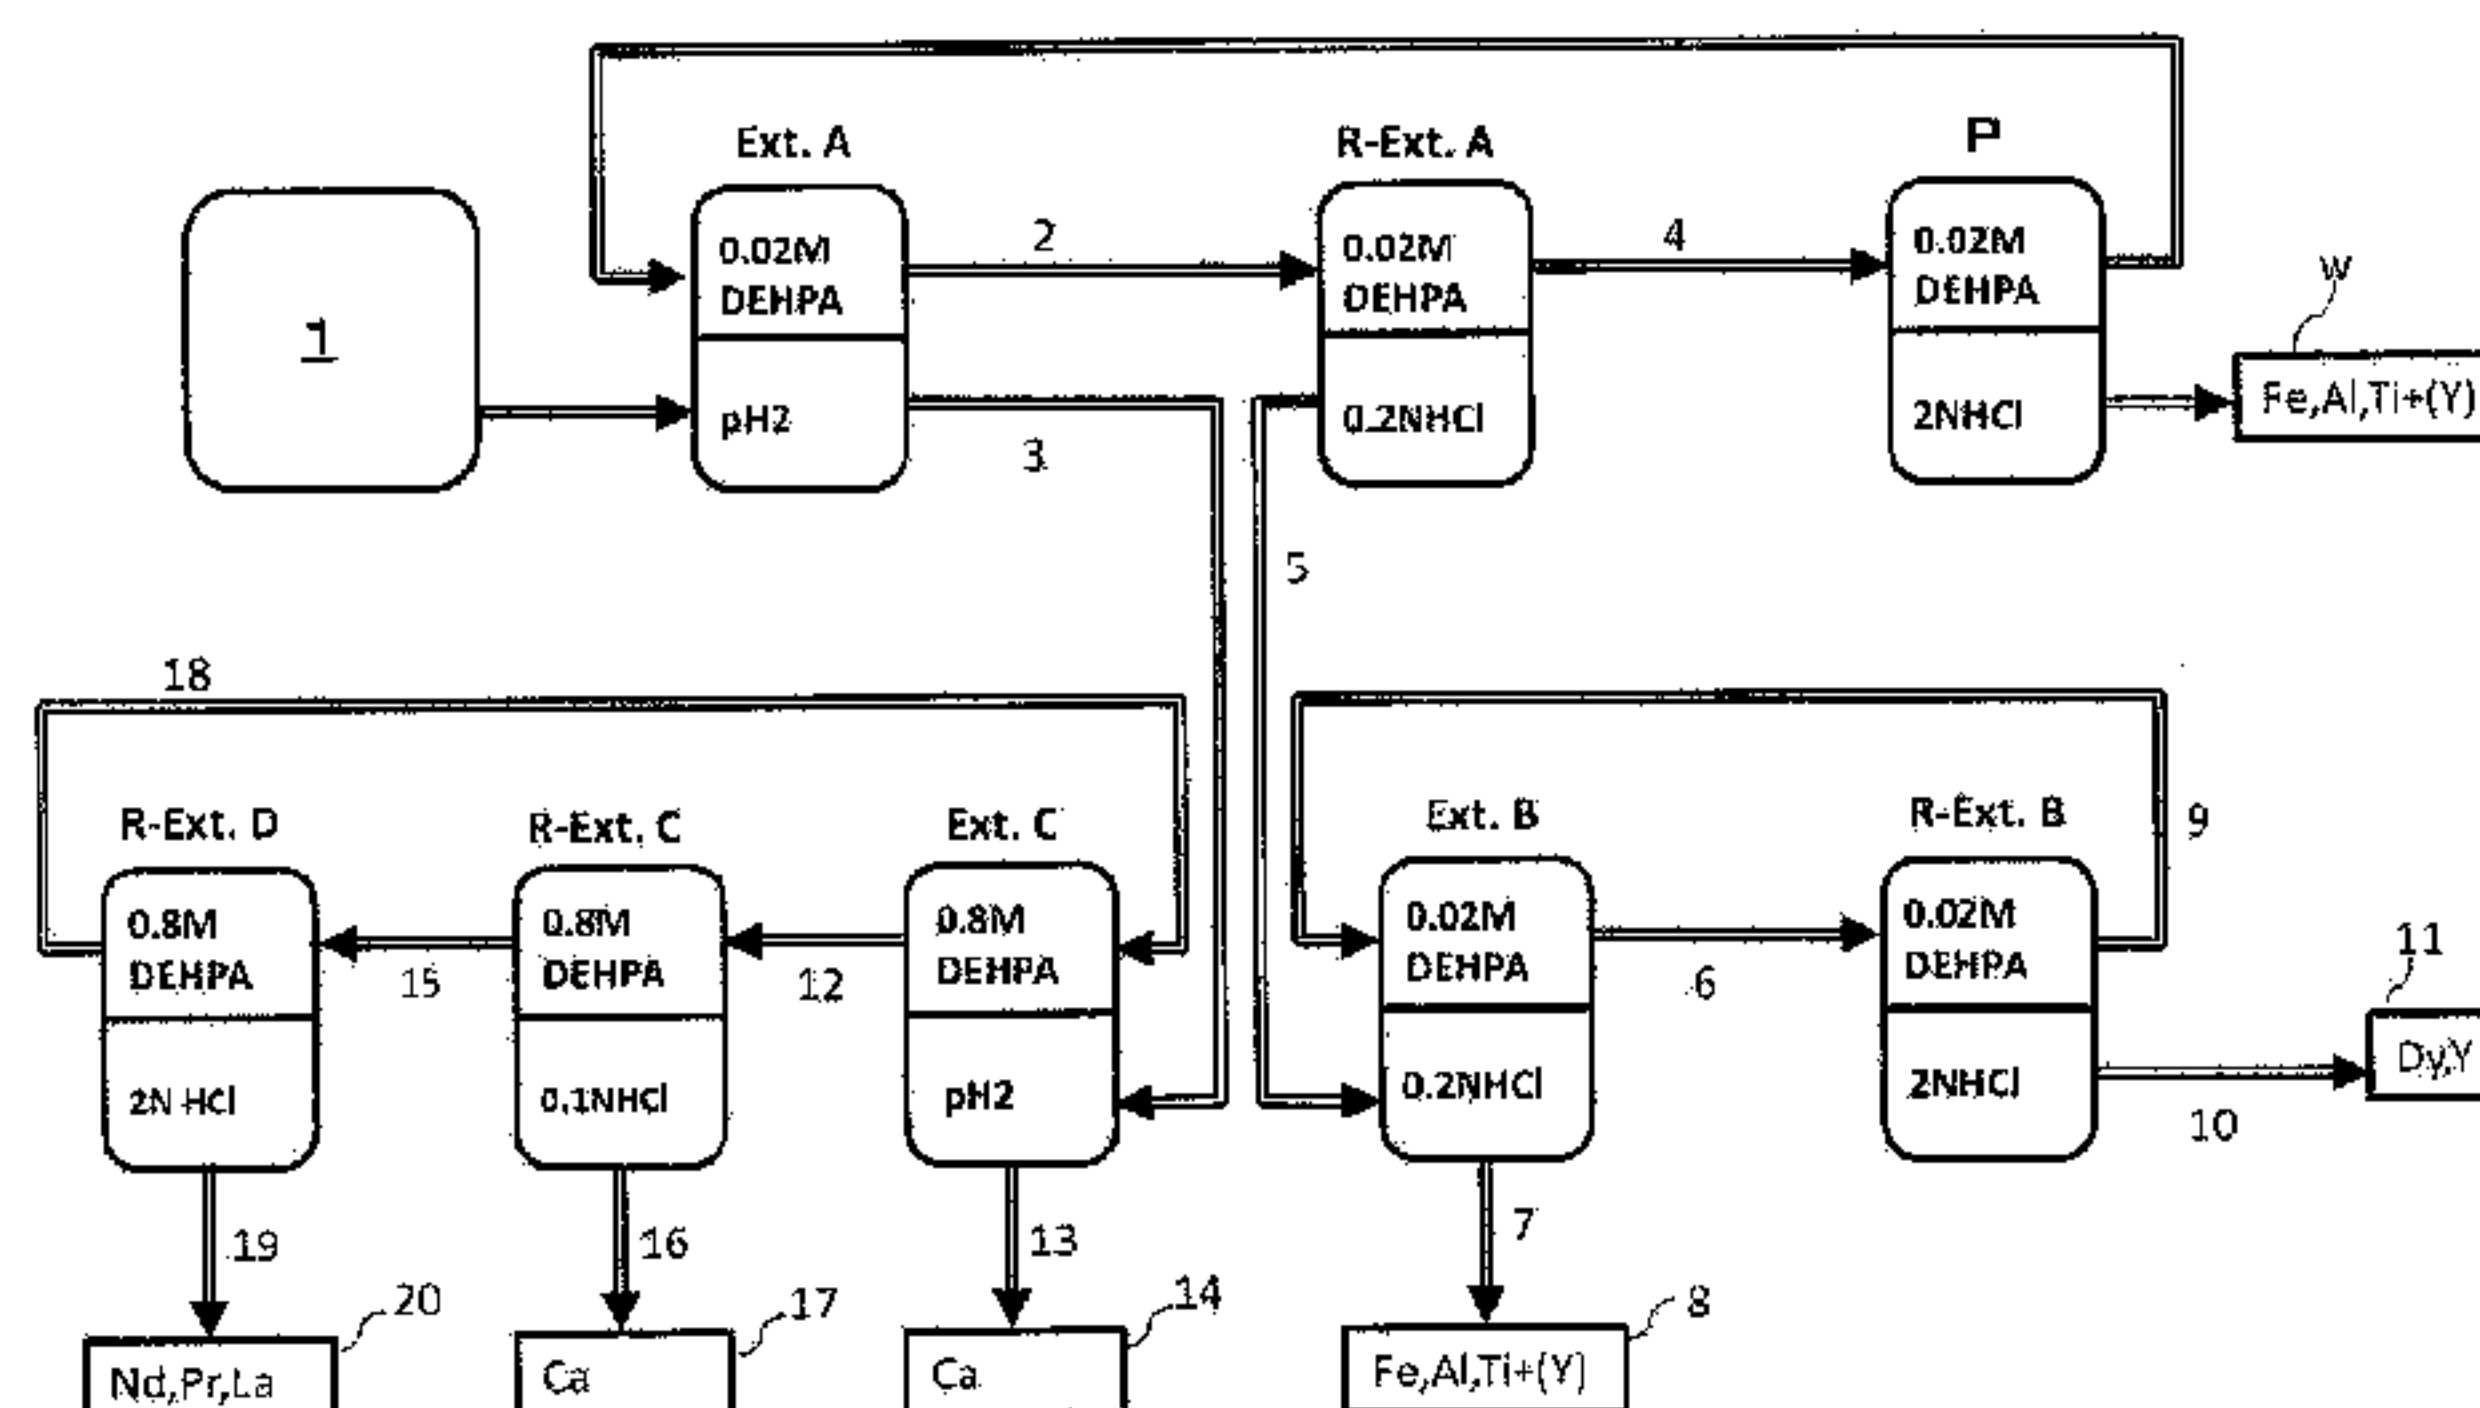 Ext. A
R-Ext. A
P
1
0.02M
DEHPA
pH2
2
3
0.02M
DEHPA
0.2NHCl
4
5
0.02M
DEHPA
2NHCl
w
Fe,Al,Ti+(Y)
18
R-Ext. D
R-Ext. C
Ext. C
Ext. B
R-Ext. B
9
0.8M
DEHPA
2N HCl
15
0.8M
DEHPA
0.1NHCl
12
0.8M
DEHPA
pH2
0.02M
DEHPA
0.2NHCl
6
0.02M
DEHPA
2NHCl
11
Dy,Y
10
19
16
13
7
20
17
14
8
Nd,Pr,La
Ca
Ca
Fe,Al,Ti+(Y)